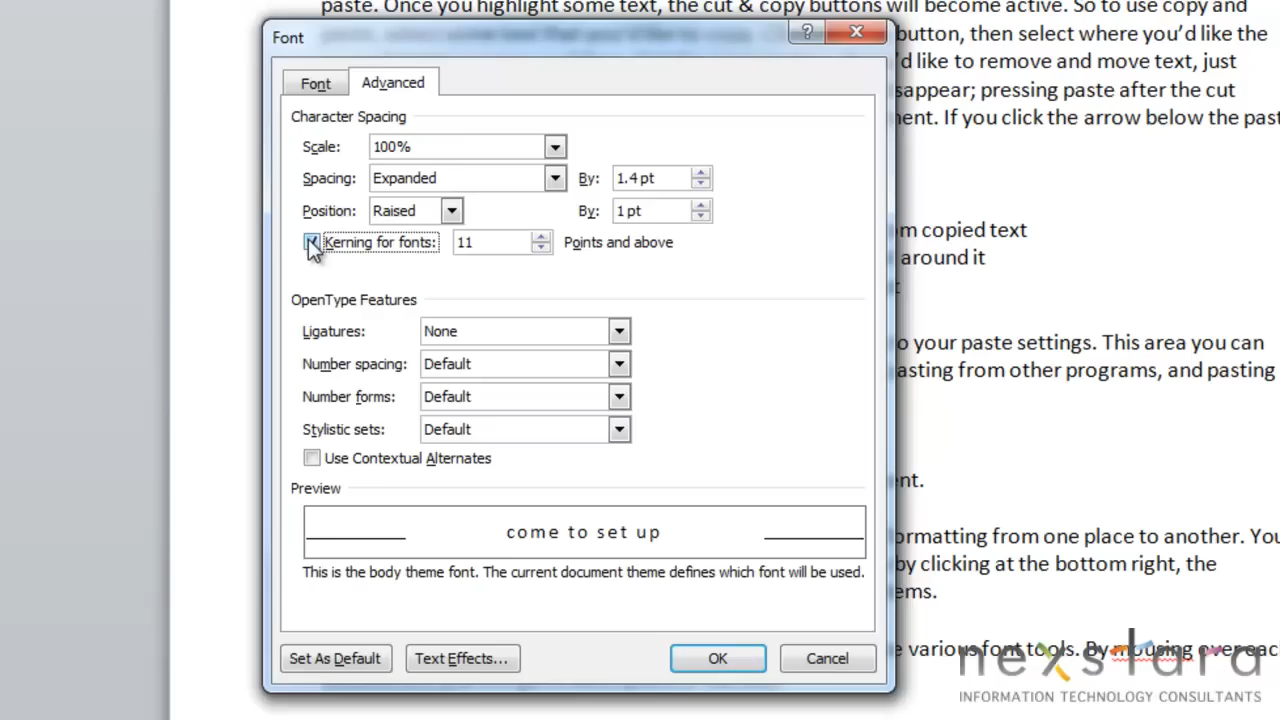 paste. Once you highlight some text, the cut & copy buttons will become active. So to use copy and
Font
button, then select where you'd like the
'd like to remove and move text, just
sappear; pressing paste after the cut
nent. If you click the arrow below the past
Font
Advanced
Character Spacing
Scale: 100%
Spacing: Expanded By: 1.4 pt
Position: Raised By: 1 pt
Kerning for fonts: 11 Points and above
om copied text
around it
OpenType Features
Ligatures: None
o your paste settings. This area you can
Number spacing: Default
asting from other programs, and pasting
Number forms: Default
Stylistic sets: Default
Use Contextual Alternates
ent.
Preview
come to set up
ormatting from one place to another. You
by clicking at the bottom right, the
This is the body theme font. The current document theme defines which font will be used.
ems.
e various font tools. By mousing over eac
Set As Default Text Effects... OK Cancel
nexstara
INFORMATION TECHNOLOGY CONSULTANTS